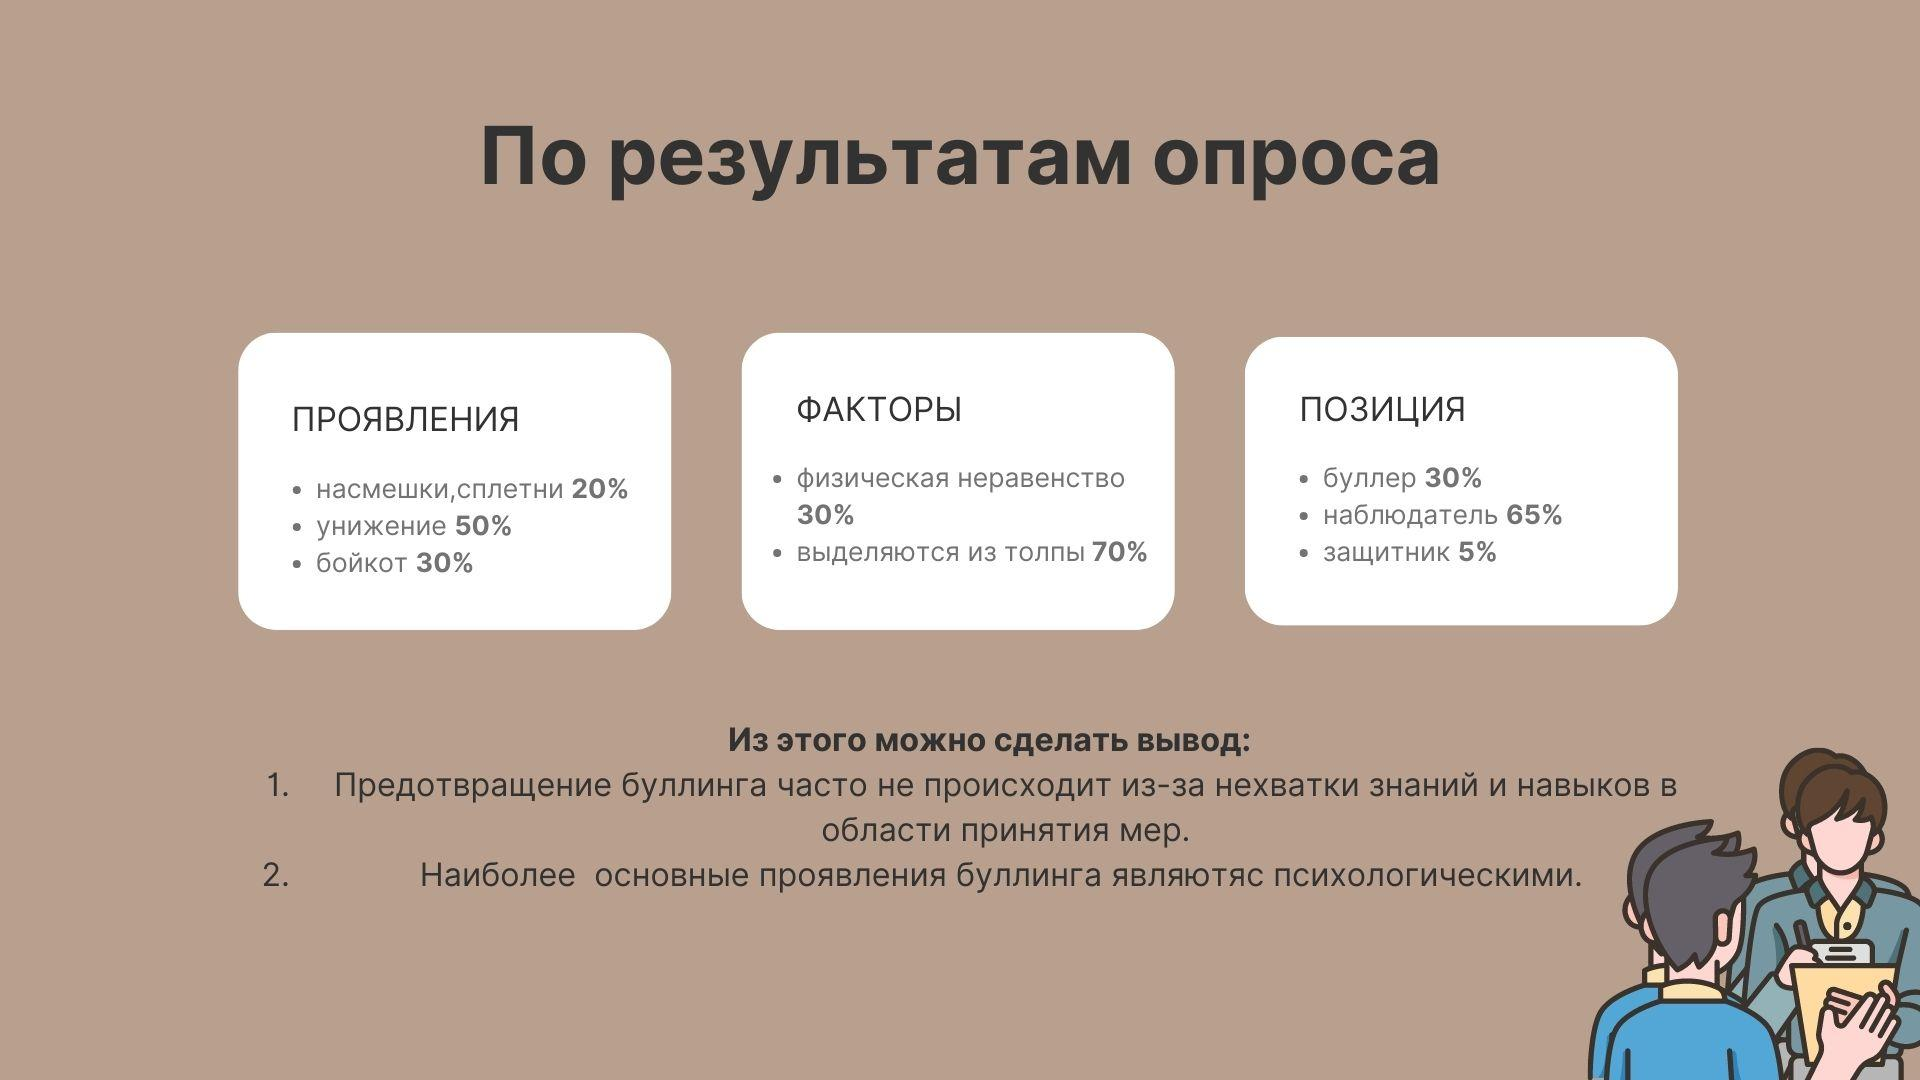 По результатам опроса
ПРОЯВЛЕНИЯ
• насмешки,сплетни 20%
• унижение 50%
• бойкот 30%
ФАКТОРЫ
• физическая неравенство
30%
• выделяются из толпы 70%
ПОЗИЦИЯ
• буллер 30%
• наблюдатель 65%
• защитник 5%
Из этого можно сделать вывод:
1. Предотвращение буллинга часто не происходит из-за нехватки знаний и навыков в
области принятия мер.
2. Наиболее основные проявления буллинга являютяс психологическими.